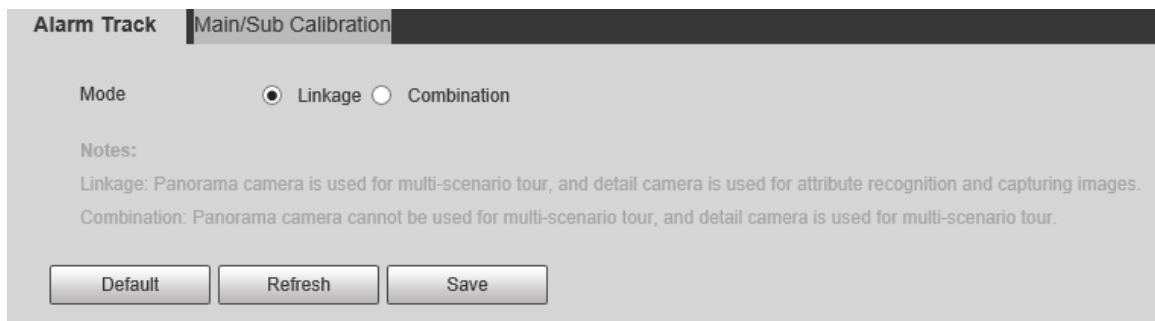 Alarm Track Main/Sub Calibration
Mode Linkage Combination
Notes:
Linkage: Panorama camera is used for multi-scenario tour, and detail camera is used for attribute recognition and capturing images.
Combination: Panorama camera cannot be used for multi-scenario tour, and detail camera is used for multi-scenario tour.
Default Refresh Save